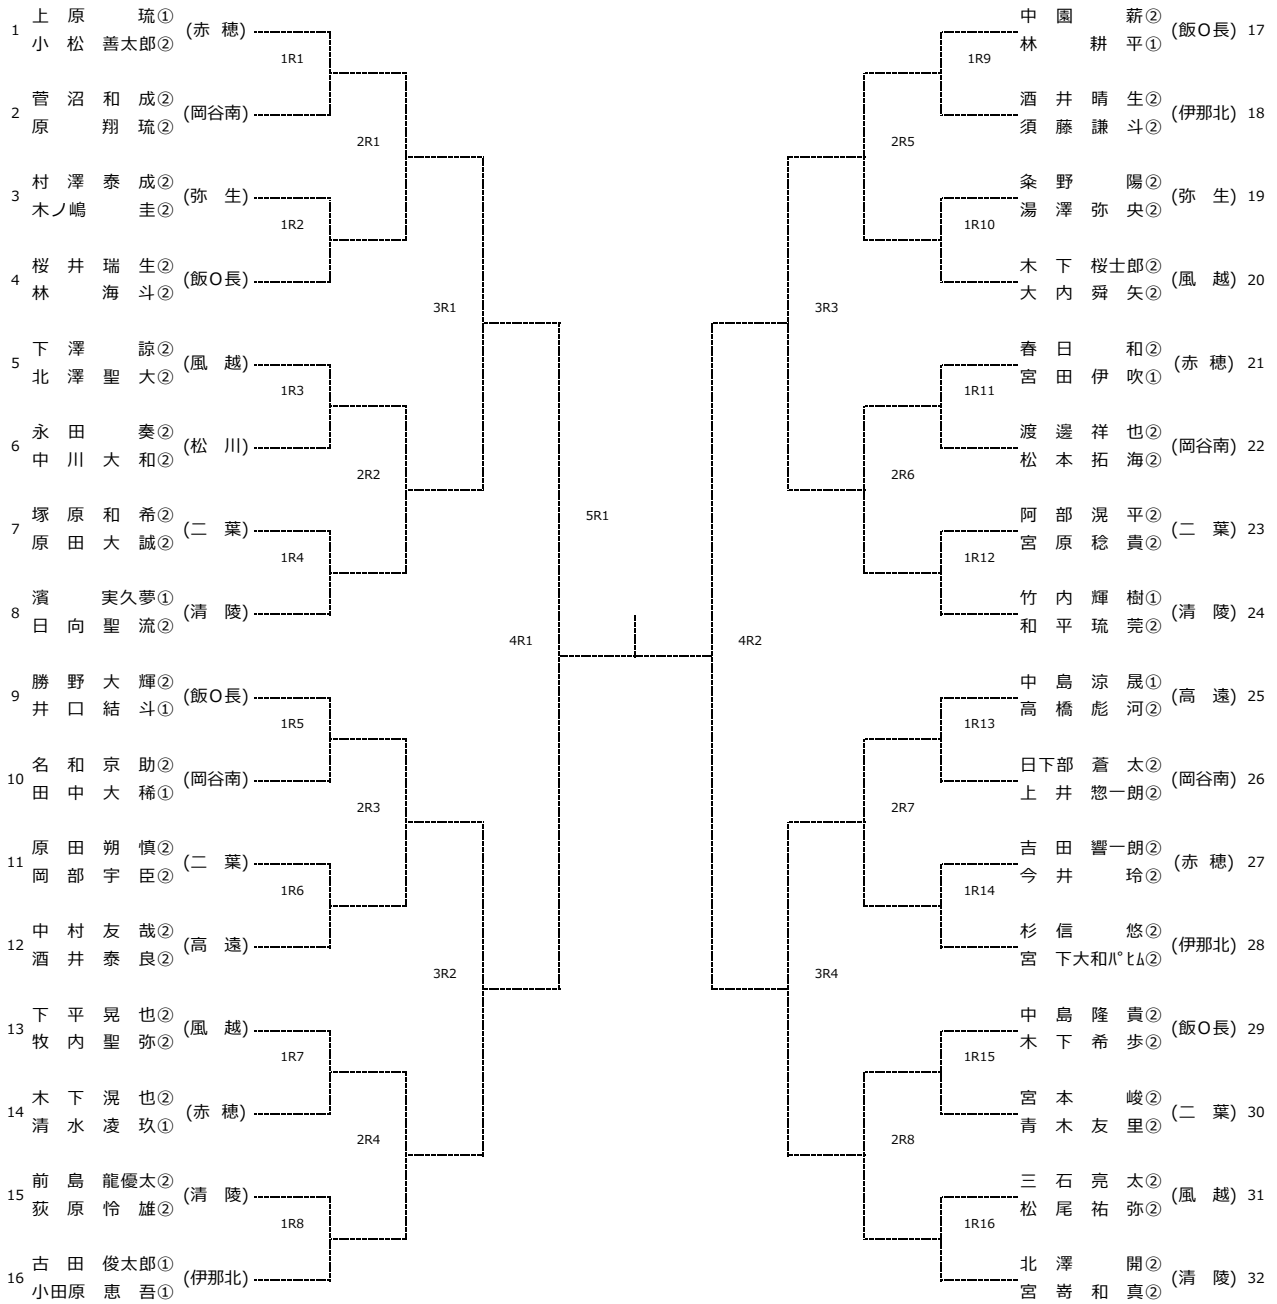 1 上原 琉① (赤穂)
小松 善太郎②
2 菅沼 和成② (岡谷南)
原 翔琉②
3 村澤 泰成② (弥生)
木ノ嶋 圭②
4 桜井 瑞生② (飯O長)
林 海斗②
5 下澤 諒② (風越)
北澤 聖大②
6 永田 奏② (松川)
中川 大和②
7 塚原 和希② (二葉)
原田 大誠②
8 濱 実久夢① (清陵)
日向 聖流②
9 勝野 大輝② (飯O長)
井口 結斗①
10 名和 京助② (岡谷南)
田中 大稀①
11 原田 朔慎② (二葉)
岡部 宇臣②
12 中村 友哉② (高遠)
酒井 泰良②
13 下平 晃也② (風越)
牧内 聖弥②
14 木下 滉也② (赤穂)
清水 凌玖①
15 前島 龍優太② (清陵)
荻原 怜雄②
16 古田 俊太郎① (伊那北)
小田原 恵吾①
1R1
1R2
1R3
1R4
1R5
1R6
1R7
1R8
2R1
2R2
2R3
2R4
3R1
3R2
4R1
5R1
4R2
3R3
3R4
2R5
2R6
2R7
2R8
1R9
1R10
1R11
1R12
1R13
1R14
1R15
1R16
中園 薪② (飯O長) 17
林 耕平①
酒井 晴生② (伊那北) 18
須藤 謙斗②
粂野 陽② (弥生) 19
湯澤 弥央②
木下 桜士郎② (風越) 20
大内 舜矢②
春日 和② (赤穂) 21
宮田 伊吹①
渡邊 祥也② (岡谷南) 22
松本 拓海②
阿部 滉平② (二葉) 23
宮原 稔貴②
竹内 輝樹① (清陵) 24
和平 琉莞②
中島 涼晟① (高遠) 25
高橋 彪河②
日下部 蒼太② (岡谷南) 26
上井 惣一朗②
吉田 響一朗② (赤穂) 27
今井 玲②
杉信 悠② (伊那北) 28
宮下大和ﾊﾟﾋﾑ②
中島 隆貴② (飯O長) 29
木下 希歩②
宮本 峻② (二葉) 30
青木 友里②
三石 亮太② (風越) 31
松尾 祐弥②
北澤 開② (清陵) 32
宮嵜 和真②